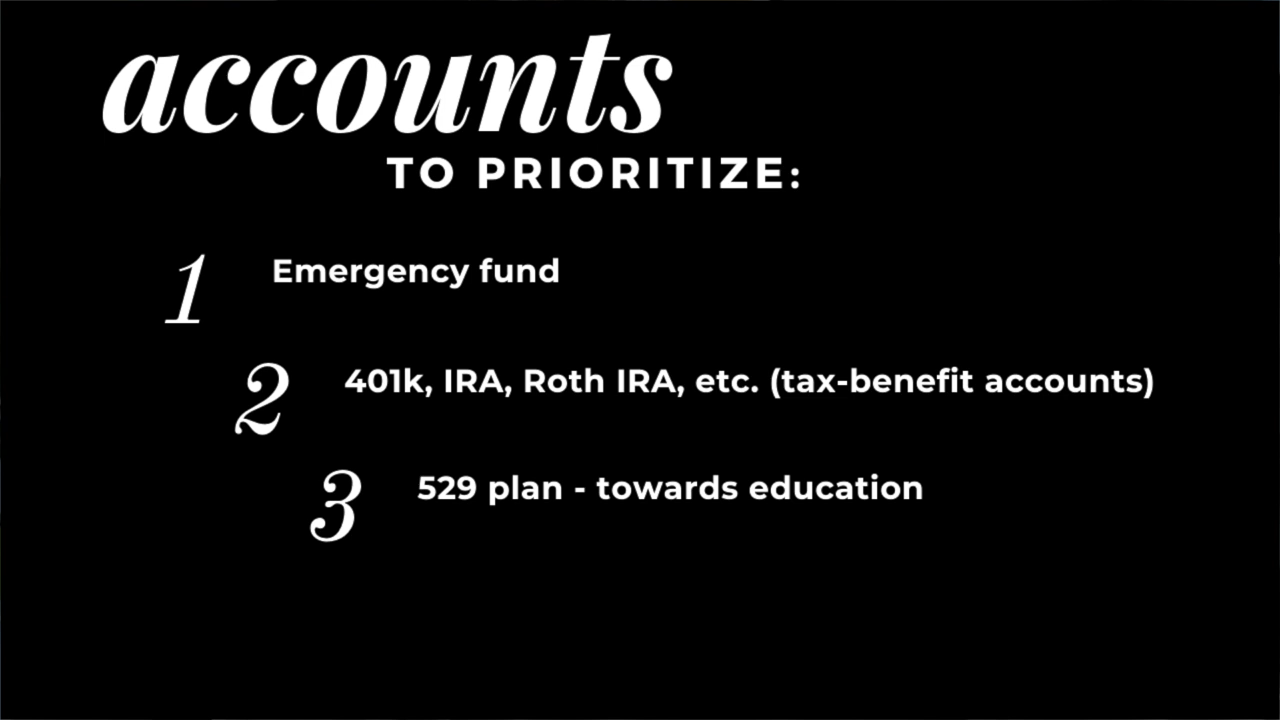 accounts
TO PRIORITIZE:
1 Emergency fund
2 401k, IRA, Roth IRA, etc. (tax-benefit accounts)
3 529 plan - towards education